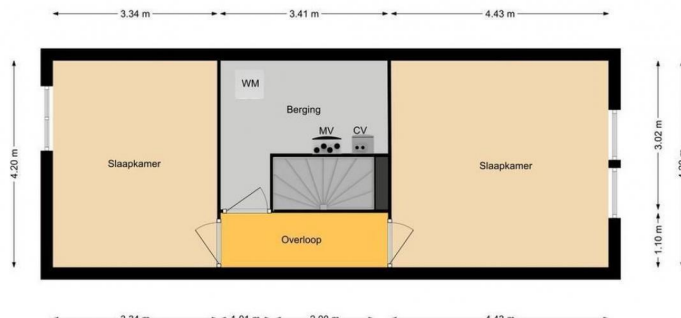 3.34 m 3.41 m 4.43 m
WM
Berging
MV CV
4.20 m
3.02 m
Slaapkamer
Slaapkamer
Overloop
1.10 m